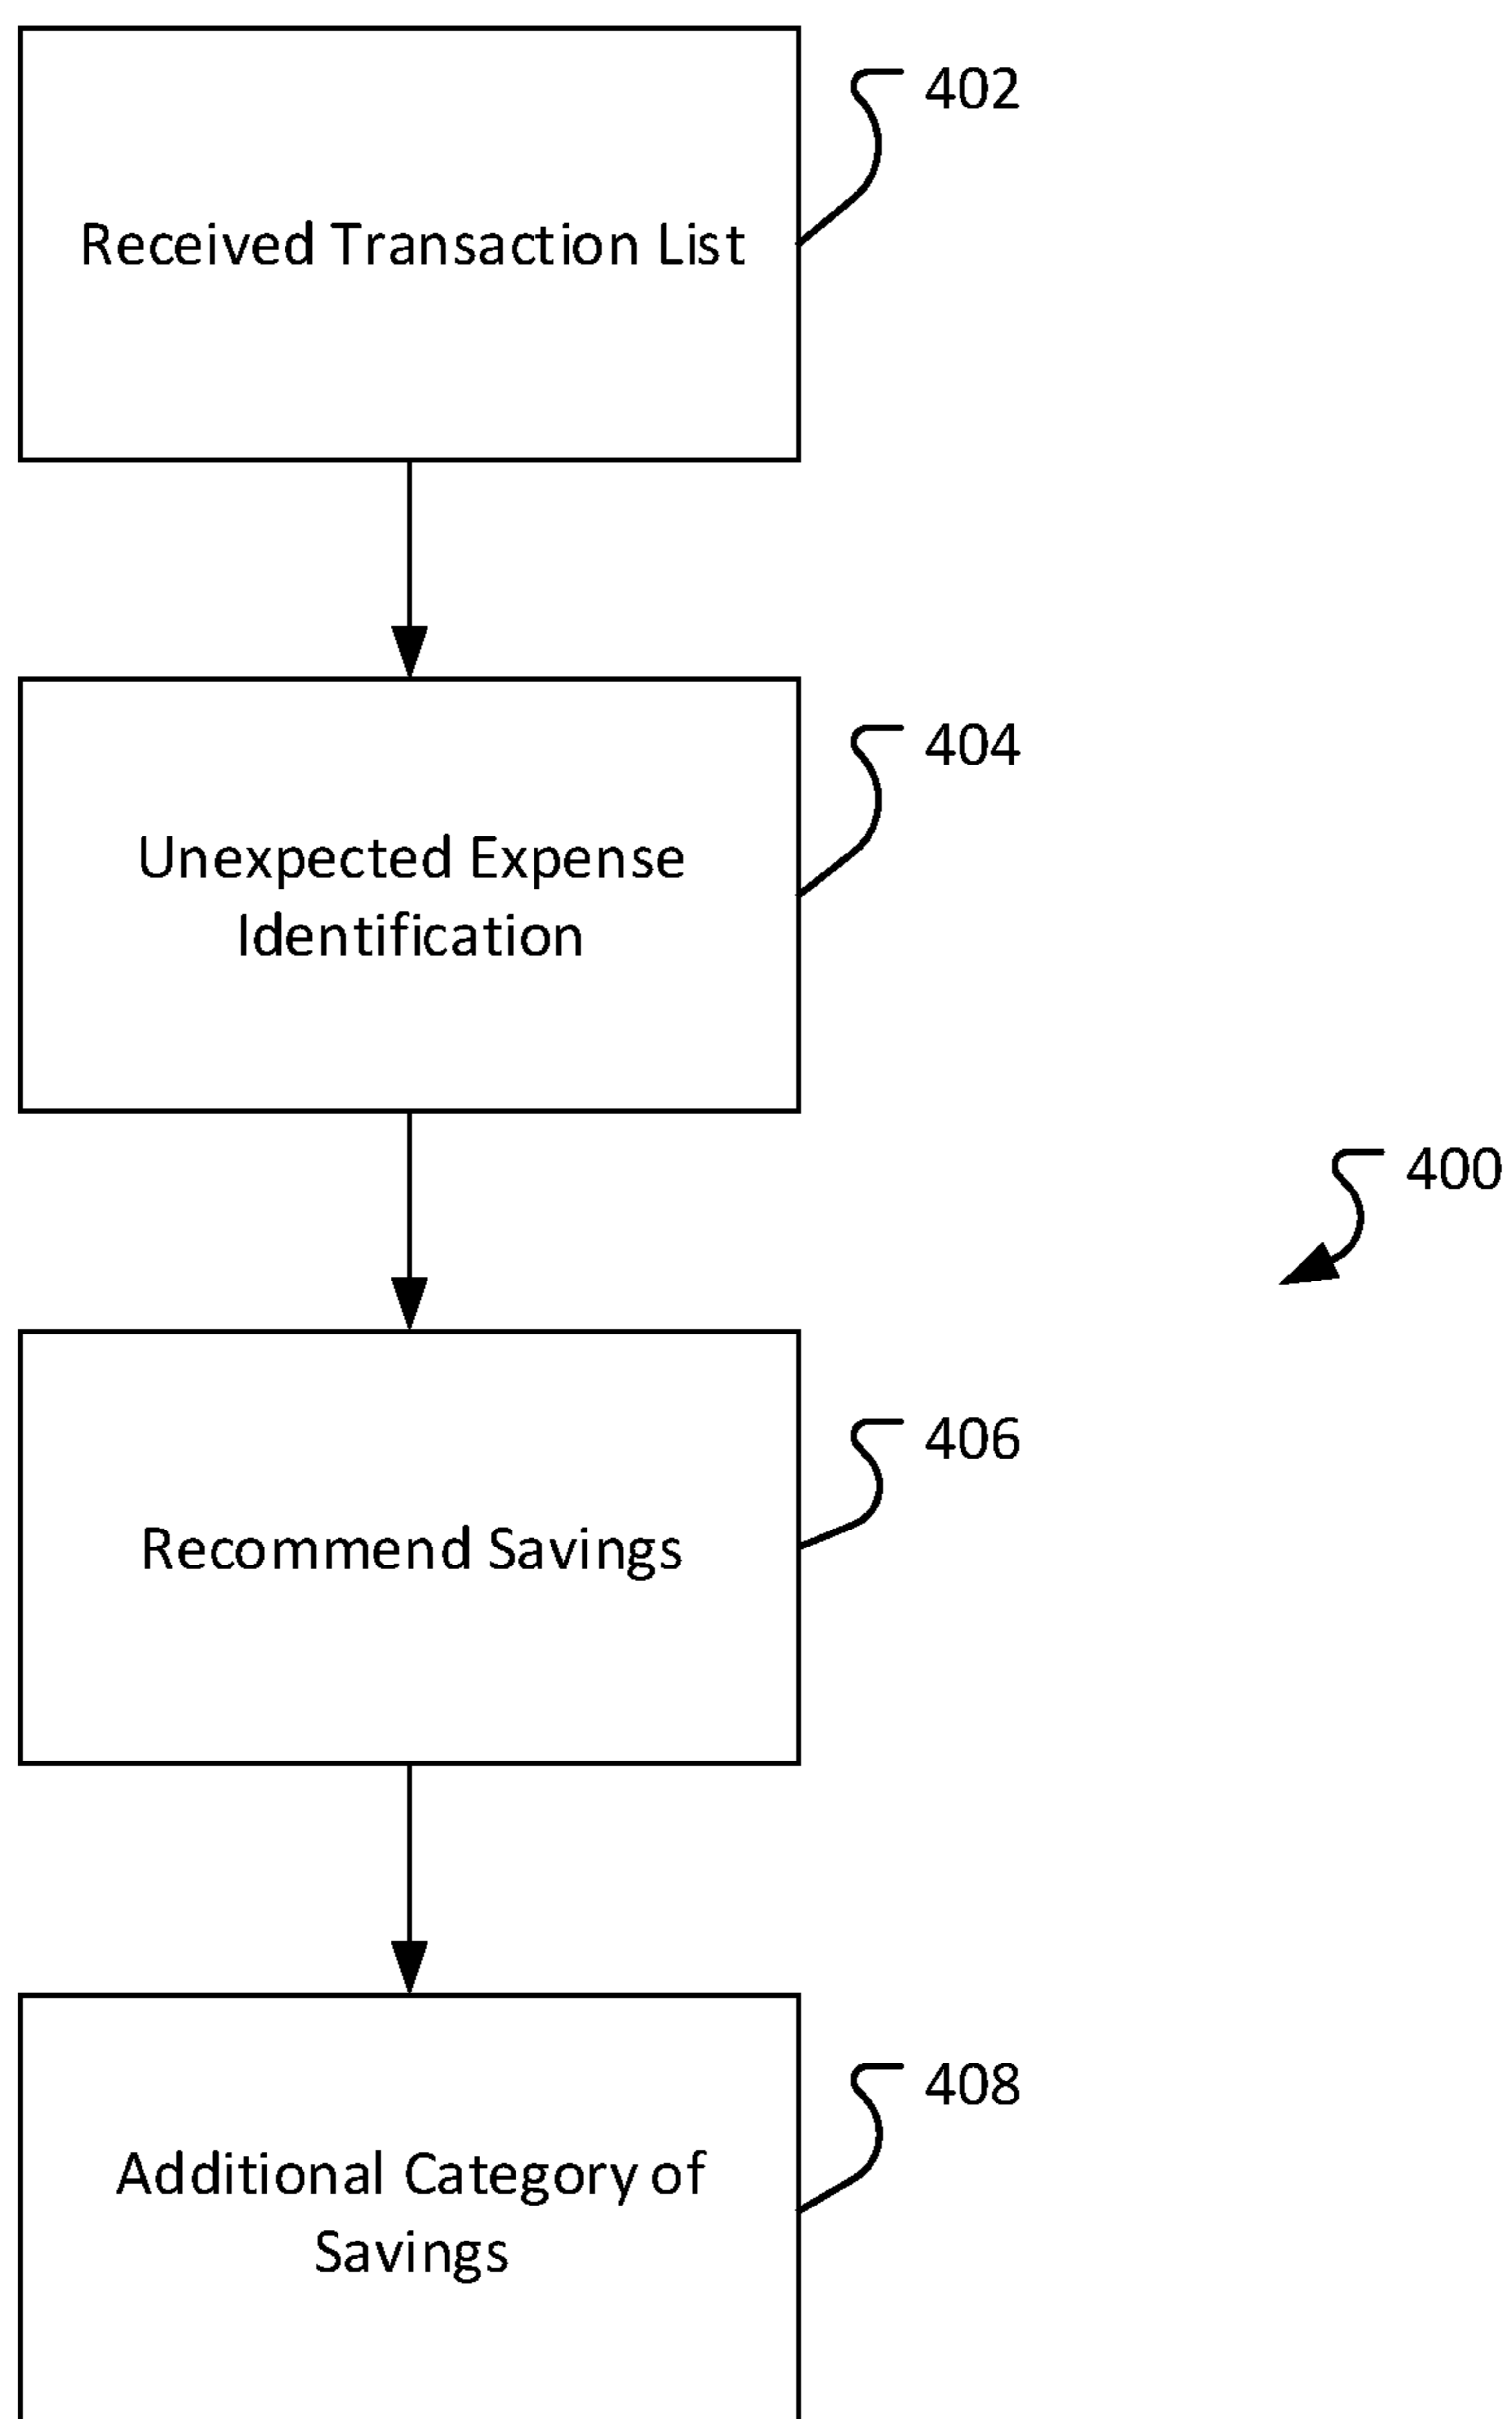 402
Received Transaction List
404
Unexpected Expense
Identification
400
406
Recommend Savings
408
Additional Category of
Savings